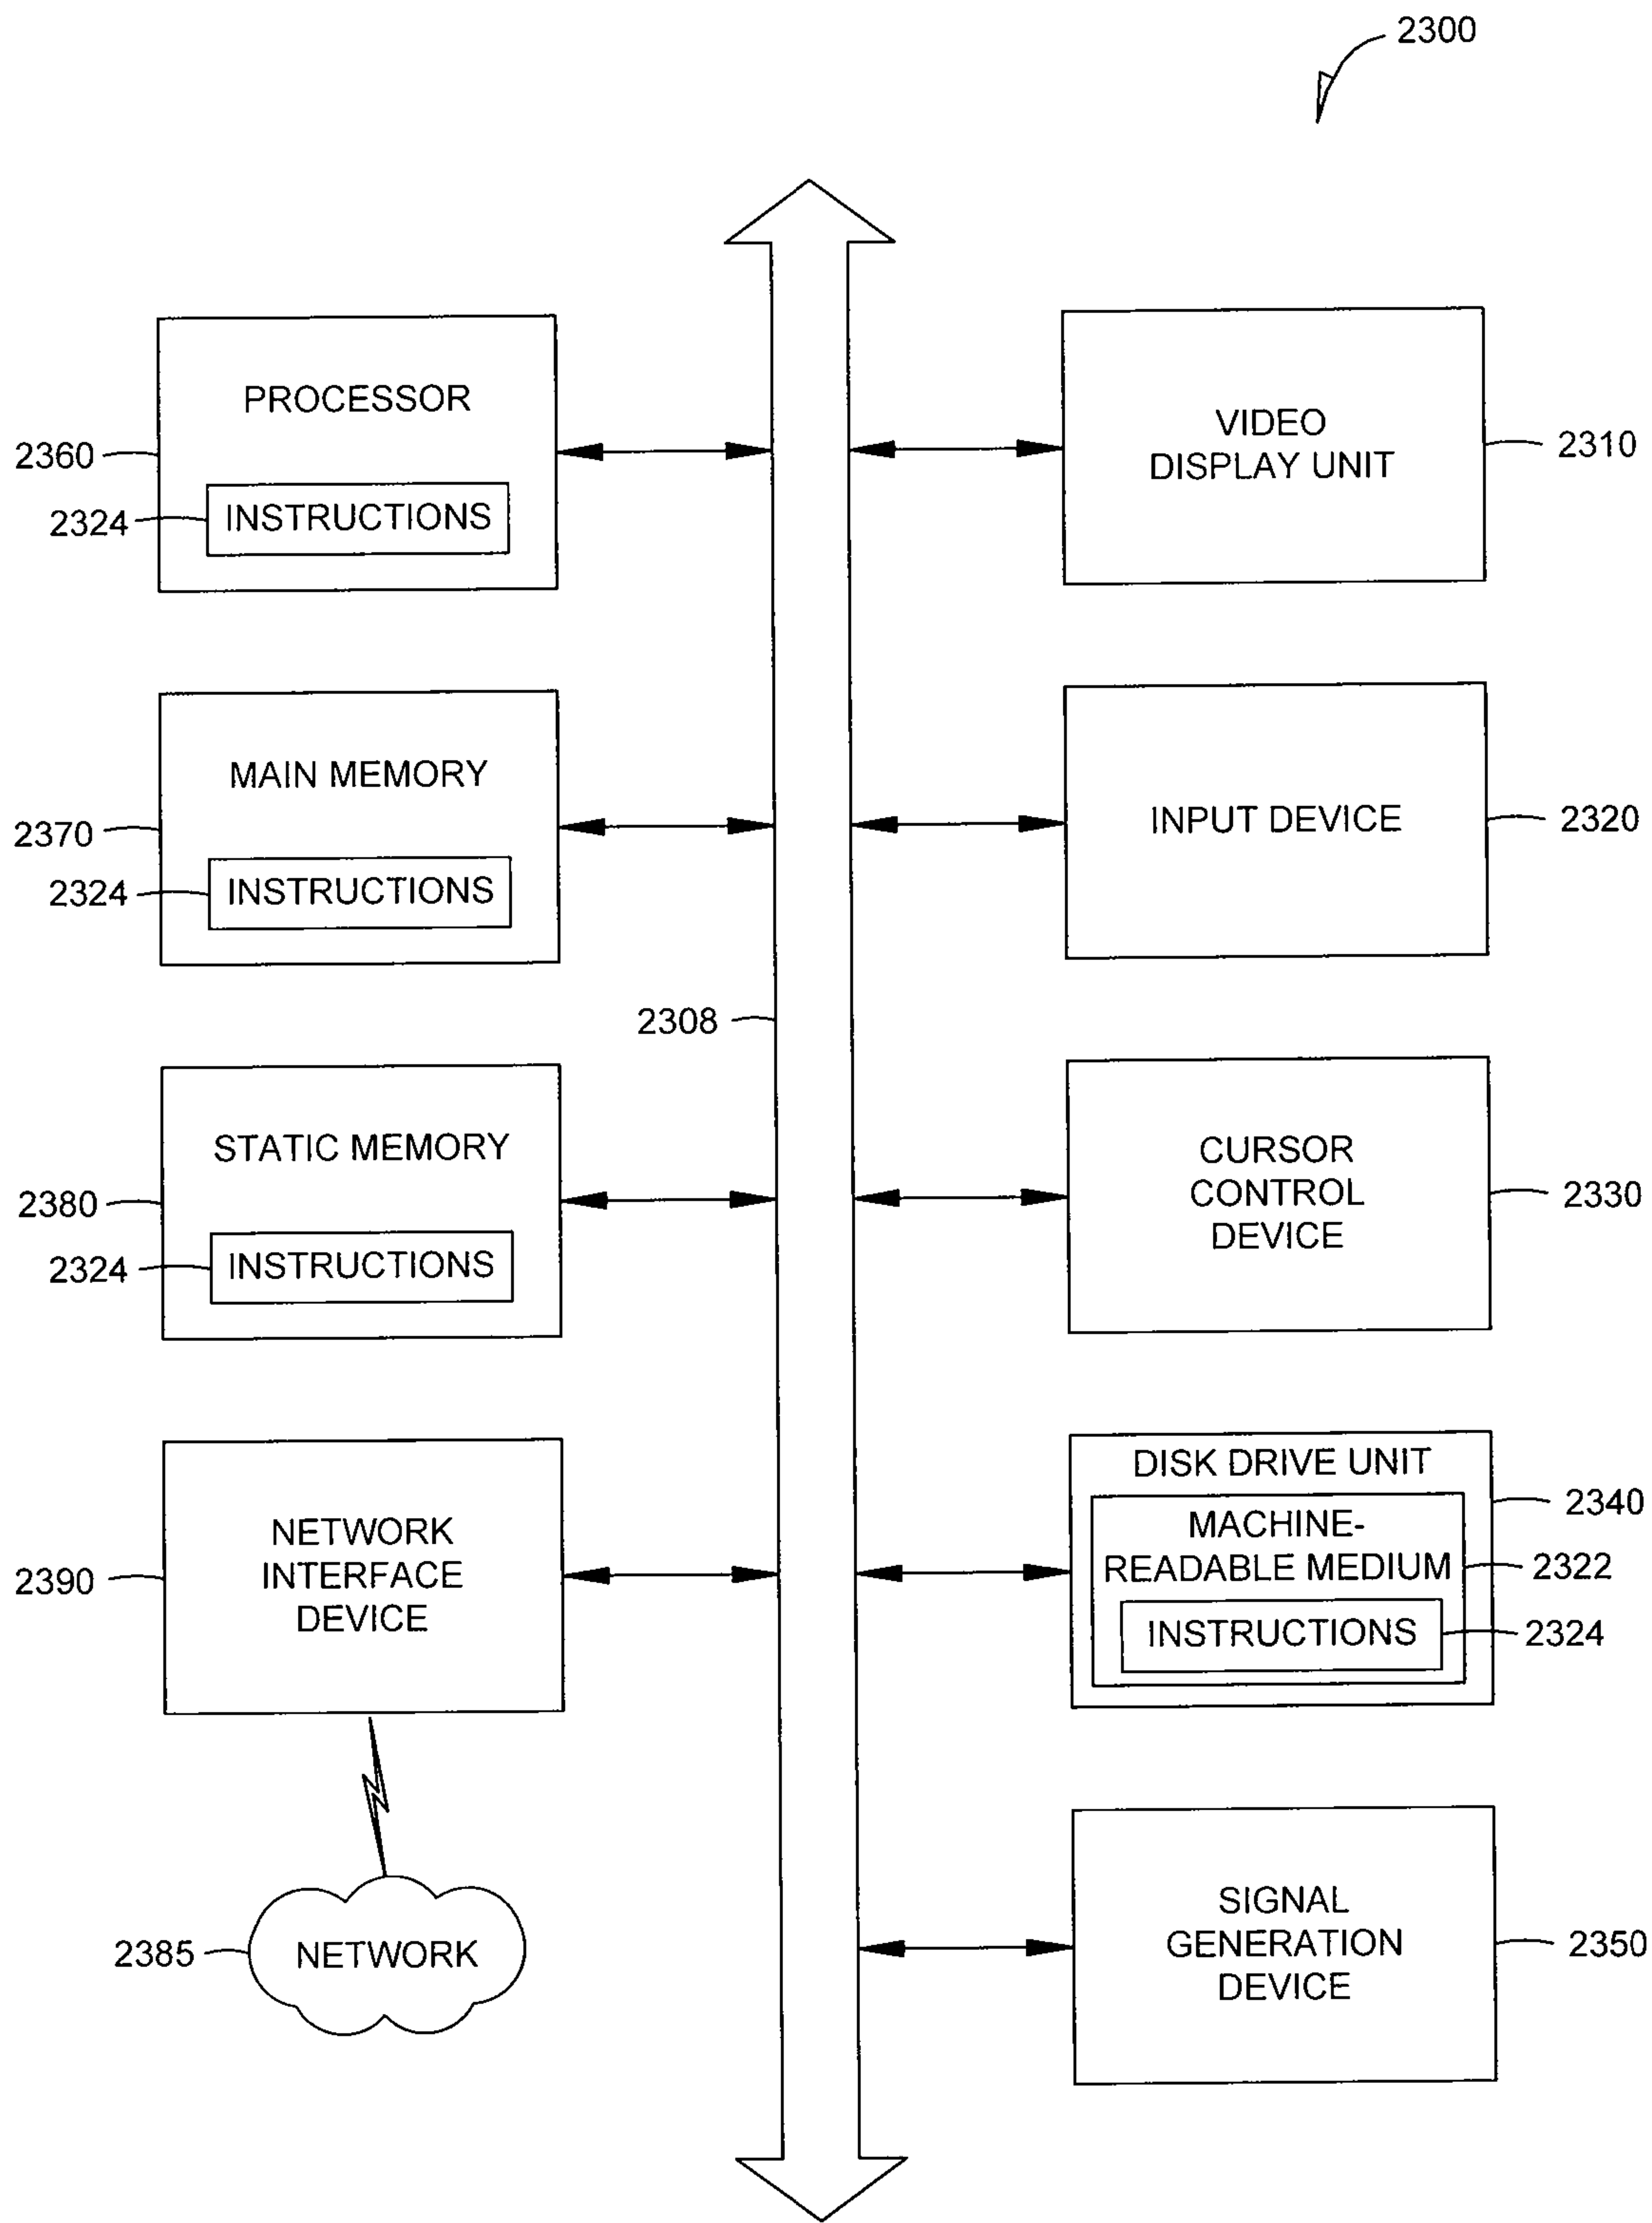 2300
PROCESSOR
2360
2324
INSTRUCTIONS
VIDEO
DISPLAY UNIT
2310
MAIN MEMORY
2370
2324
INSTRUCTIONS
INPUT DEVICE
2320
2308
STATIC MEMORY
2380
2324
INSTRUCTIONS
CURSOR
CONTROL
DEVICE
2330
NETWORK
INTERFACE
DEVICE
2390
DISK DRIVE UNIT
2340
MACHINE-
READABLE MEDIUM
2322
INSTRUCTIONS
2324
2385
NETWORK
SIGNAL
GENERATION
DEVICE
2350